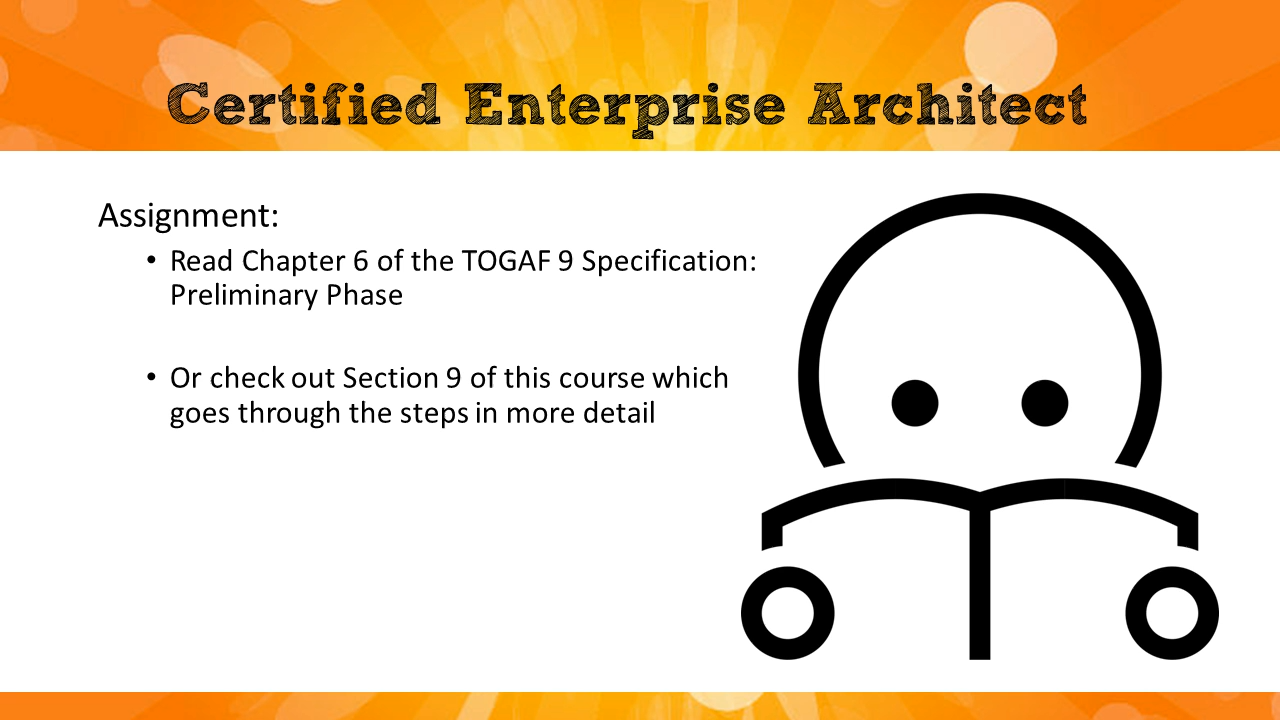 Certified Enterprise Architect
Assignment:
• Read Chapter 6 of the TOGAF 9 Specification:
Preliminary Phase
• Or check out Section 9 of this course which
goes through the steps in more detail